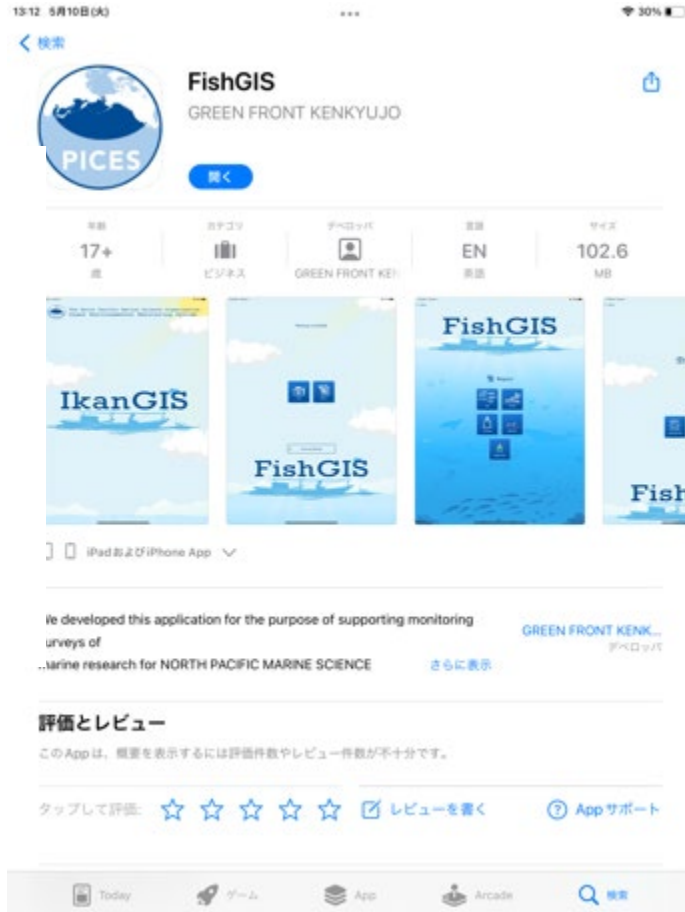 13:12 5月10日(火)
30%
検索
FishGIS
GREEN FRONT KENKYUJO
PICES
開く
年齢
カテゴリ
デベロッパ
言語
サイズ
17+
EN
102.6
歳
ビジネス
GREEN FRONT KE
英語
MB
IkanGIS
FishGIS
FishGIS
Fish
iPadおよびiPhone App
We developed this application for the purpose of supporting monitoring
urveys of
marine research for NORTH PACIFIC MARINE SCIENCE
さらに表示
GREEN FRONT KENK...
デベロッパ
評価とレビュー
このAppは、概要を表示するには評価件数やレビュー件数が不十分です。
タップして評価:
レビューを書く
Appサポート
Today
ゲーム
App
Arcade
検索